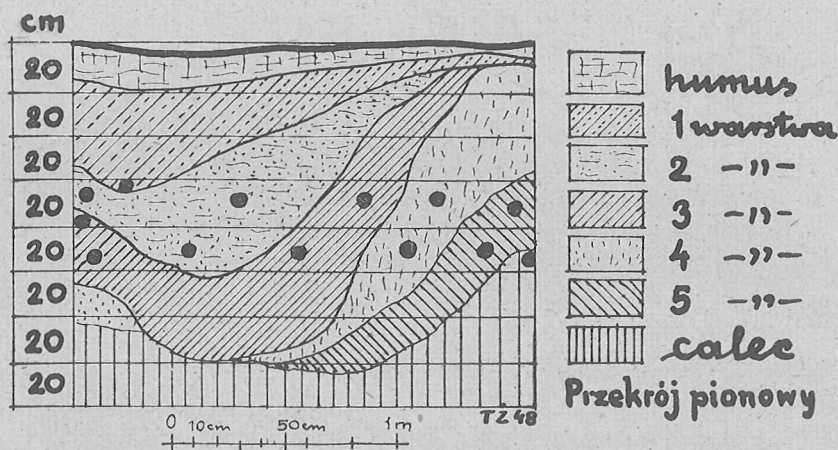 cm
20
20
20
20
20
20
20
20
humus
1 warstwa
2 -„-
3 -„-
4 -„-
5 -„-
calec
Przekrój pionowy
TŻ 48
0 10cm 50cm 1m